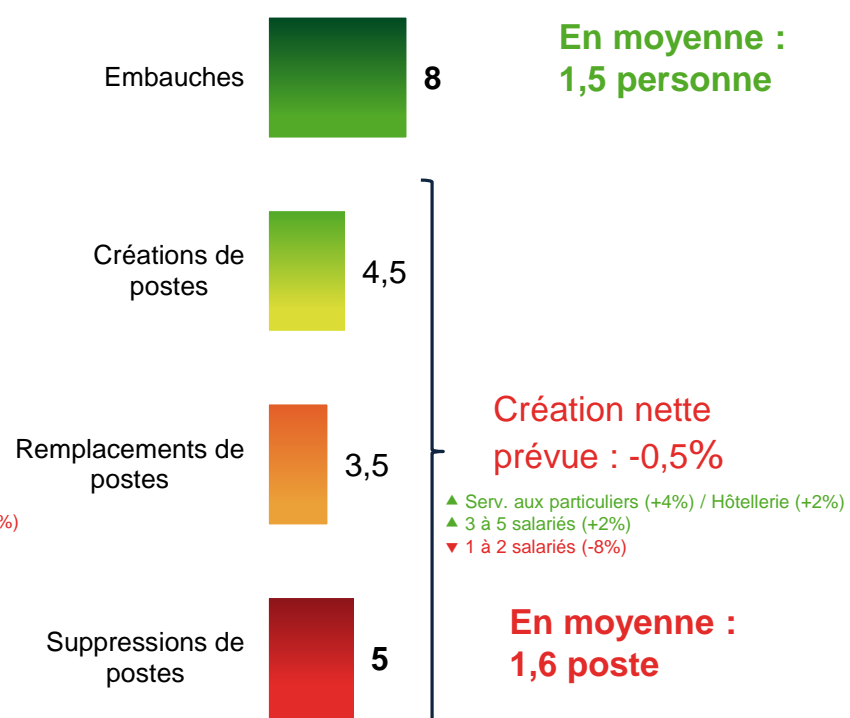 Embauches
8
En moyenne :
1,5 personne
Créations de
postes
4,5
Remplacements de
postes
3,5
Création nette
prévue : -0,5%
%)
▲ Serv. aux particuliers (+4%) / Hôtellerie (+2%)
▲ 3 à 5 salariés (+2%)
▼ 1 à 2 salariés (-8%)
Suppressions de
postes
5
En moyenne :
1,6 poste